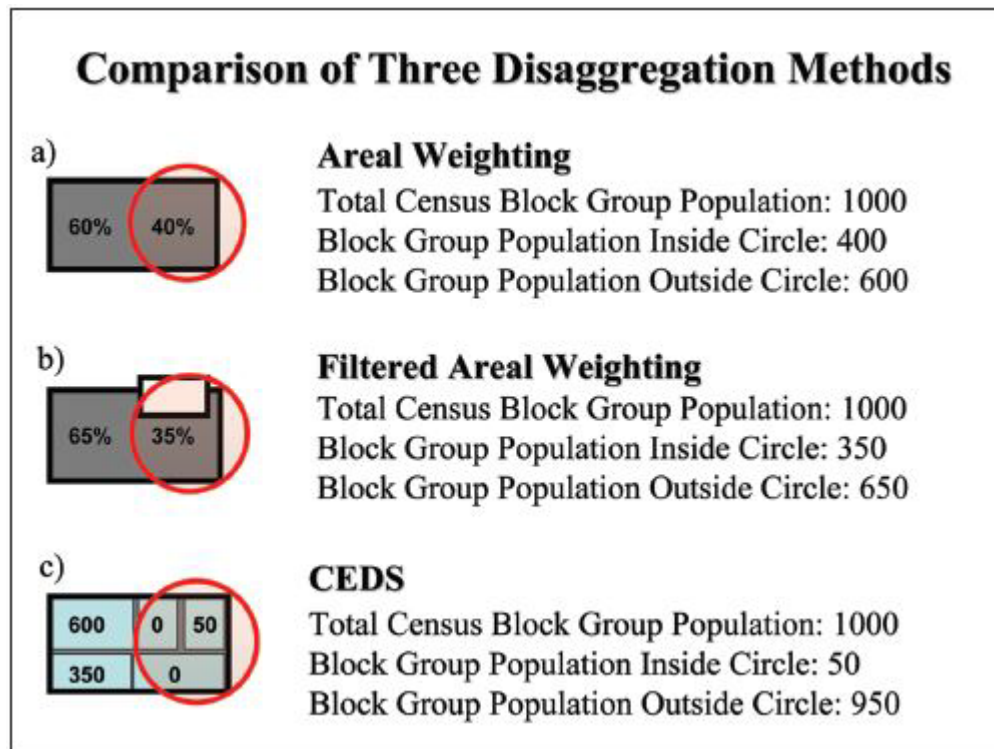 Comparison of Three Disaggregation Methods
a)
60% 40%
Areal Weighting
Total Census Block Group Population: 1000
Block Group Population Inside Circle: 400
Block Group Population Outside Circle: 600
b)
65% 35%
Filtered Areal Weighting
Total Census Block Group Population: 1000
Block Group Population Inside Circle: 350
Block Group Population Outside Circle: 650
c)
600 0 50
350 0
CEDS
Total Census Block Group Population: 1000
Block Group Population Inside Circle: 50
Block Group Population Outside Circle: 950